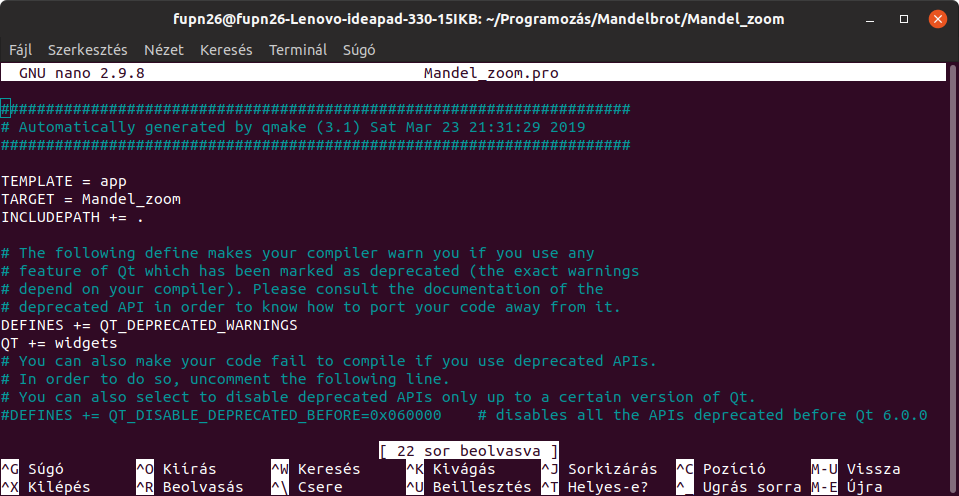 fupn26@fupn26-Lenovo-ideapad-330-15IKB: ~/Programozás/Mandelbrot/Mandel_zoom
Fájl Szerkesztés Nézet Keresés Terminál Súgó
GNU nano 2.9.8 Mandel_zoom.pro
######################################################################
# Automatically generated by qmake (3.1) Sat Mar 23 21:31:29 2019
######################################################################
TEMPLATE = app
TARGET = Mandel_zoom
INCLUDEPATH += .
# The following define makes your compiler warn you if you use any
# feature of Qt which has been marked as deprecated (the exact warnings
# depend on your compiler). Please consult the documentation of the
# deprecated API in order to know how to port your code away from it.
DEFINES += QT_DEPRECATED_WARNINGS
QT += widgets
# You can also make your code fail to compile if you use deprecated APIs.
# In order to do so, uncomment the following line.
# You can also select to disable deprecated APIs only up to a certain version of Qt.
#DEFINES += QT_DISABLE_DEPRECATED_BEFORE=0x060000    # disables all the APIs deprecated before Qt 6.0.0
[ 22 sor beolvasva ]
^G Súgó ^O Kiírás ^W Keresés ^K Kivágás ^J Sorkizárás ^C Pozíció M-U Vissza
^X Kilépés ^R Beolvasás ^\ Csere ^U Beillesztés ^T Helyes-e? ^_ Ugrás sorra M-E Újra